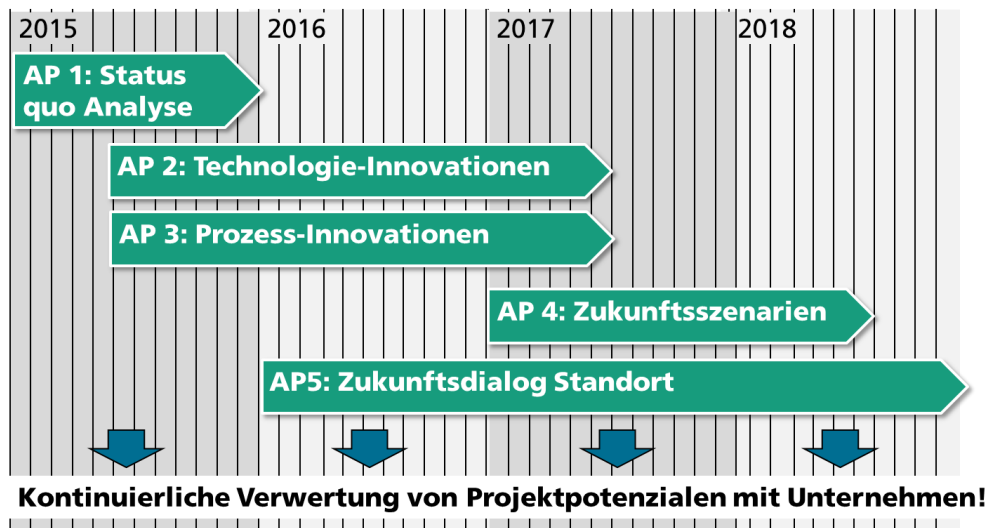 2015 2016 2017 2018
AP 1: Status
quo Analyse
AP 2: Technologie-Innovationen
AP 3: Prozess-Innovationen
AP 4: Zukunftsszenarien
AP5: Zukunftsdialog Standort
Kontinuierliche Verwertung von Projektpotenzialen mit Unternehmen!